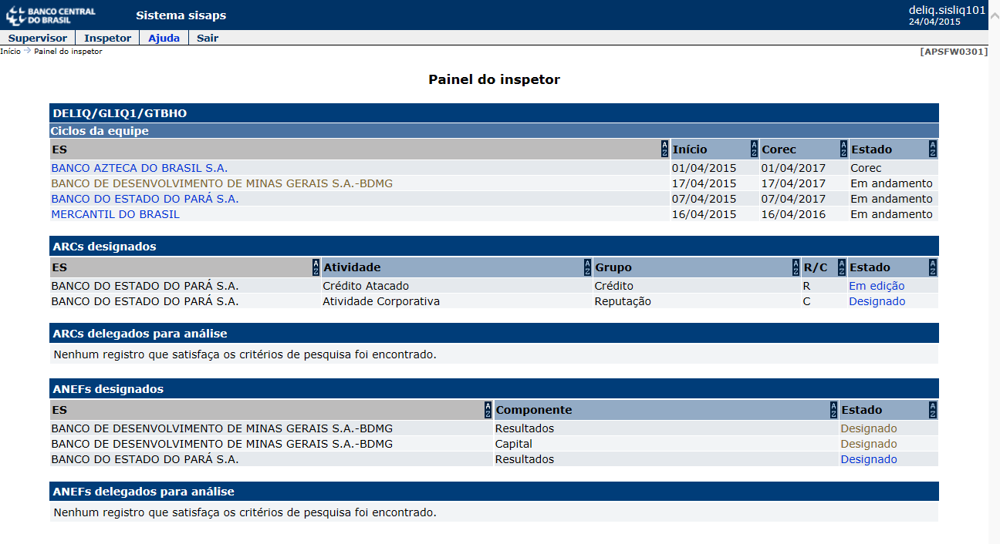 BANCO CENTRAL
DO BRASIL
Sistema sisaps
deliq.sisliq101
24/04/2015
Supervisor Inspetor Ajuda Sair
Início Painel do inspetor
[APSFW0301]
Painel do inspetor
DELIQ/GLIQ1/GTBHO
Ciclos da equipe
ES Início Corec Estado
BANCO AZTECA DO BRASIL S.A. 01/04/2015 01/04/2017 Corec
BANCO DE DESENVOLVIMENTO DE MINAS GERAIS S.A.-BDMG 17/04/2015 17/04/2017 Em andamento
BANCO DO ESTADO DO PARÁ S.A. 07/04/2015 07/04/2017 Em andamento
MERCANTIL DO BRASIL 16/04/2015 16/04/2016 Em andamento
ARCs designados
ES Atividade Grupo R/C Estado
BANCO DO ESTADO DO PARÁ S.A. Crédito Atacado Crédito R Em edição
BANCO DO ESTADO DO PARÁ S.A. Atividade Corporativa Reputação C Designado
ARCs delegados para análise
Nenhum registro que satisfaça os critérios de pesquisa foi encontrado.
ANEFs designados
ES Componente Estado
BANCO DE DESENVOLVIMENTO DE MINAS GERAIS S.A.-BDMG Resultados Designado
BANCO DE DESENVOLVIMENTO DE MINAS GERAIS S.A.-BDMG Capital Designado
BANCO DO ESTADO DO PARÁ S.A. Resultados Designado
ANEFs delegados para análise
Nenhum registro que satisfaça os critérios de pesquisa foi encontrado.